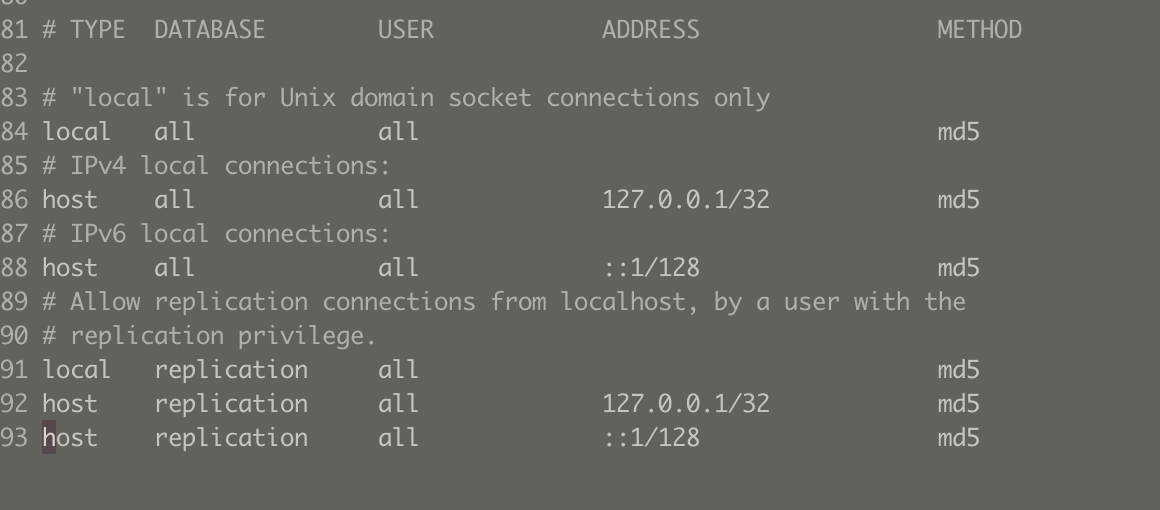 81 # TYPE  DATABASE        USER            ADDRESS                 METHOD
82
83 # "local" is for Unix domain socket connections only
84 local   all             all                                     md5
85 # IPv4 local connections:
86 host    all             all             127.0.0.1/32            md5
87 # IPv6 local connections:
88 host    all             all             ::1/128                 md5
89 # Allow replication connections from localhost, by a user with the
90 # replication privilege.
91 local   replication     all                                     md5
92 host    replication     all             127.0.0.1/32            md5
93 host    replication     all             ::1/128                 md5